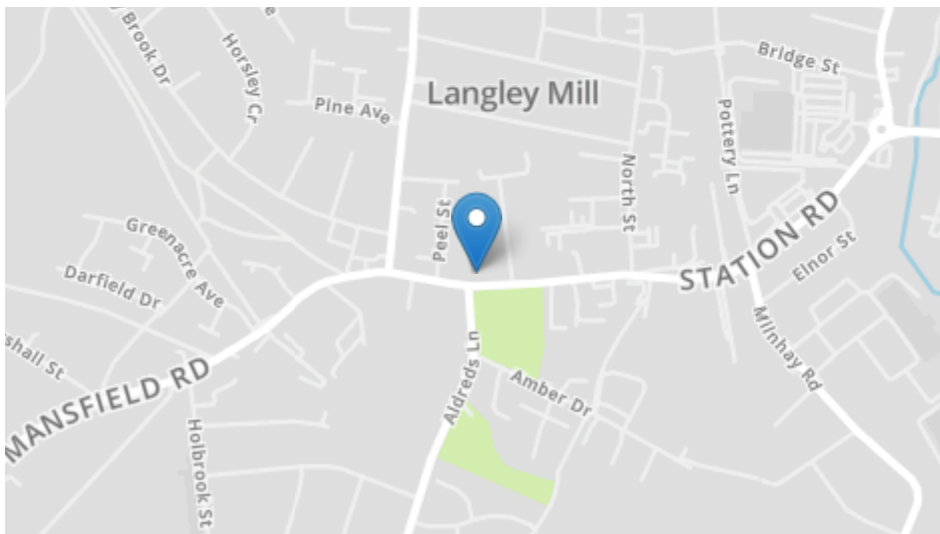 Brook Dr
Horsley Cr
Pine Ave
Langley Mill
Bridge St
Pottery Ln
North St
Peel St
STATION RD
Elnor St
Greenacre Ave
Darfield Dr
MANSFIELD RD
Holbrook St
Aldreds Ln
Amber Dr
Milnhay Rd